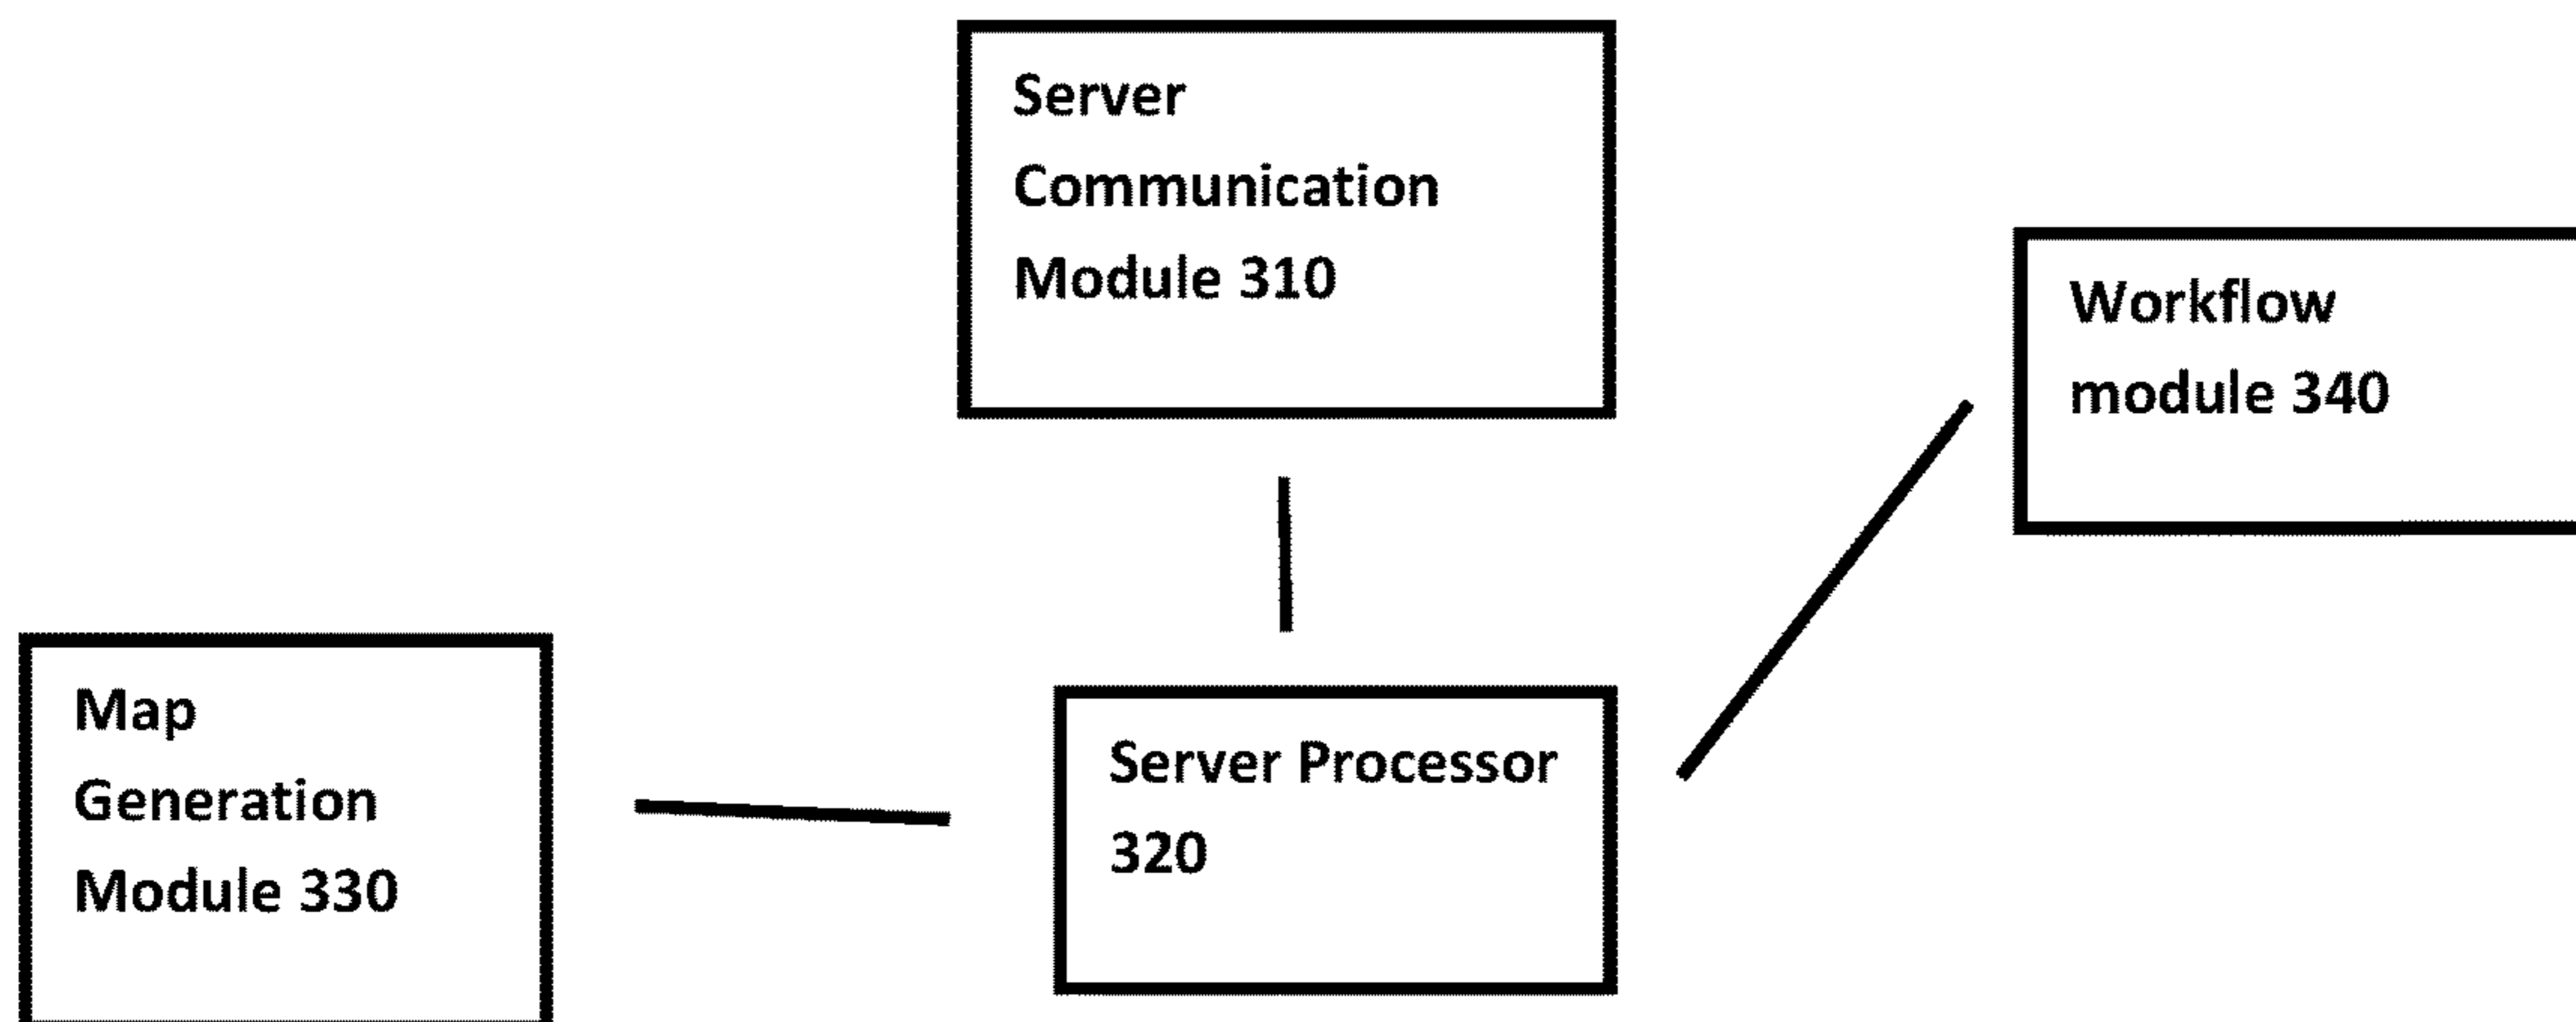 Server
Communication
Module 310
Workflow
module 340
Map
Generation
Module 330
Server Processor
320